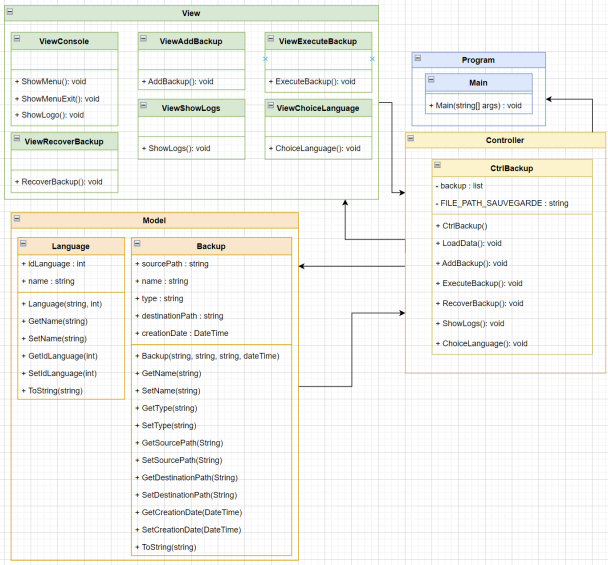 View
ViewConsole
+ ShowMenu(): void
+ ShowMenuExit(): void
+ ShowLogo(): void
ViewAddBackup
+ AddBackup(): void
ViewExecuteBackup
+ ExecuteBackup(): void
ViewShowLogs
+ ShowLogs(): void
ViewChoiceLanguage
+ ChoiceLanguage(): void
ViewRecoverBackup
+ RecoverBackup(): void
Program
Main
+ Main(string[] args) : void
Controller
CtrlBackup
- backup : list
- FILE_PATH_SAUVEGARDE : string
+ CtrlBackup()
+ LoadData(): void
+ AddBackup(): void
+ ExecuteBackup(): void
+ RecoverBackup(): void
+ ShowLogs(): void
+ ChoiceLanguage(): void
Model
Language
+ idLanguage : int
+ name : string
+ Language(string, int)
+ GetName(string)
+ SetName(string)
+ GetIdLanguage(int)
+ SetIdLanguage(int)
+ ToString(string)
Backup
+ sourcePath : string
+ name : string
+ type : string
+ destinationPath : string
+ creationDate : DateTime
+ Backup(string, string, string, dateTime)
+ GetName(string)
+ SetName(string)
+ GetType(string)
+ SetType(string)
+ GetSourcePath(String)
+ SetSourcePath(String)
+ GetDestinationPath(String)
+ SetDestinationPath(String)
+ GetCreationDate(DateTime)
+ SetCreationDate(DateTime)
+ ToString(string)